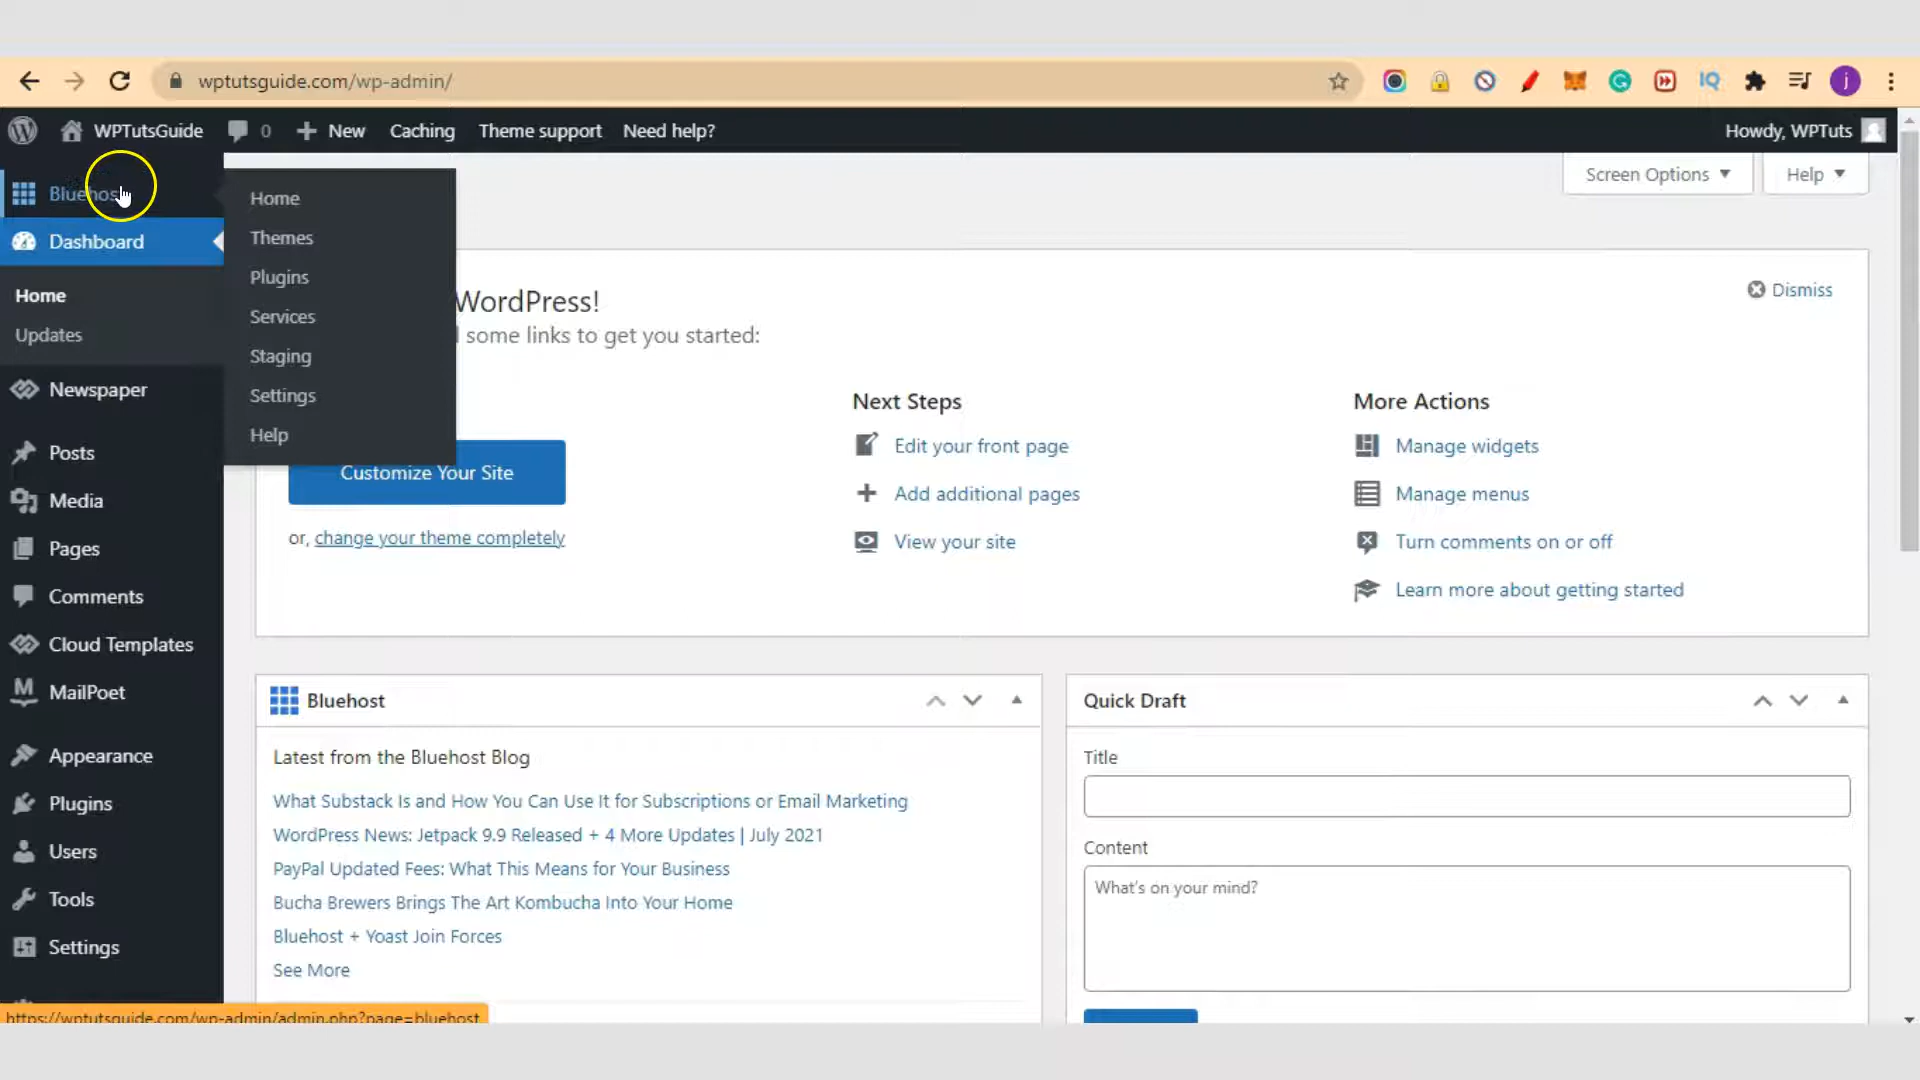 wptutsguide.com/wp-admin/
WPTutsGuide 0 New Caching Theme support Need help? Howdy, WPTuts
Screen Options Help
Bluehost
Dashboard
Home
Updates
Newspaper
Posts
Media
Pages
Comments
Cloud Templates
MailPoet
Appearance
Plugins
Users
Tools
Settings
Home
Themes
Plugins
Services
Staging
Settings
Help
WordPress!
some links to get you started:
Dismiss
Customize Your Site
or, change your theme completely
Next Steps
Edit your front page
Add additional pages
View your site
More Actions
Manage widgets
Manage menus
Turn comments on or off
Learn more about getting started
Bluehost
Latest from the Bluehost Blog
What Substack Is and How You Can Use It for Subscriptions or Email Marketing
WordPress News: Jetpack 9.9 Released + 4 More Updates | July 2021
PayPal Updated Fees: What This Means for Your Business
Bucha Brewers Brings The Art Kombucha Into Your Home
Bluehost + Yoast Join Forces
See More
Quick Draft
Title
Content
What's on your mind?
https://wptutsguide.com/wp-admin/admin.php?page=bluehost